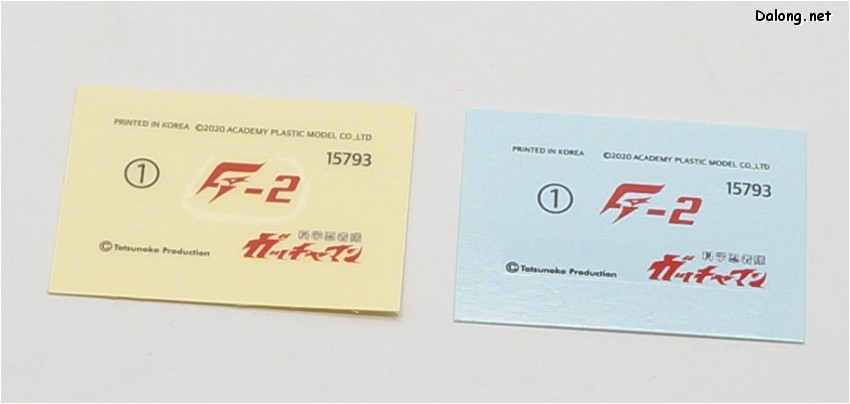 Dalong.net
PRINTED IN KOREA ©2020 ACADEMY PLASTIC MODEL CO.,LTD
15793
①
G-2
科学忍者隊
ガッチャマン
© Tatsunoko Production
PRINTED IN KOREA ©2020 ACADEMY PLASTIC MODEL CO.,LTD
15793
①
G-2
科学忍者隊
ガッチャマン
© Tatsunoko Production